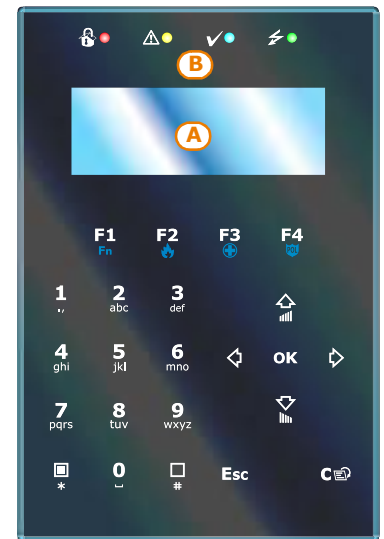 B
A
F1 F2 F3 F4
Fn POL
1 2 3
., abc def
4 5 6 OK
ghi jkl mno
7 8 9
pqrs tuv wxyz
0 Esc C
* ⎵ #